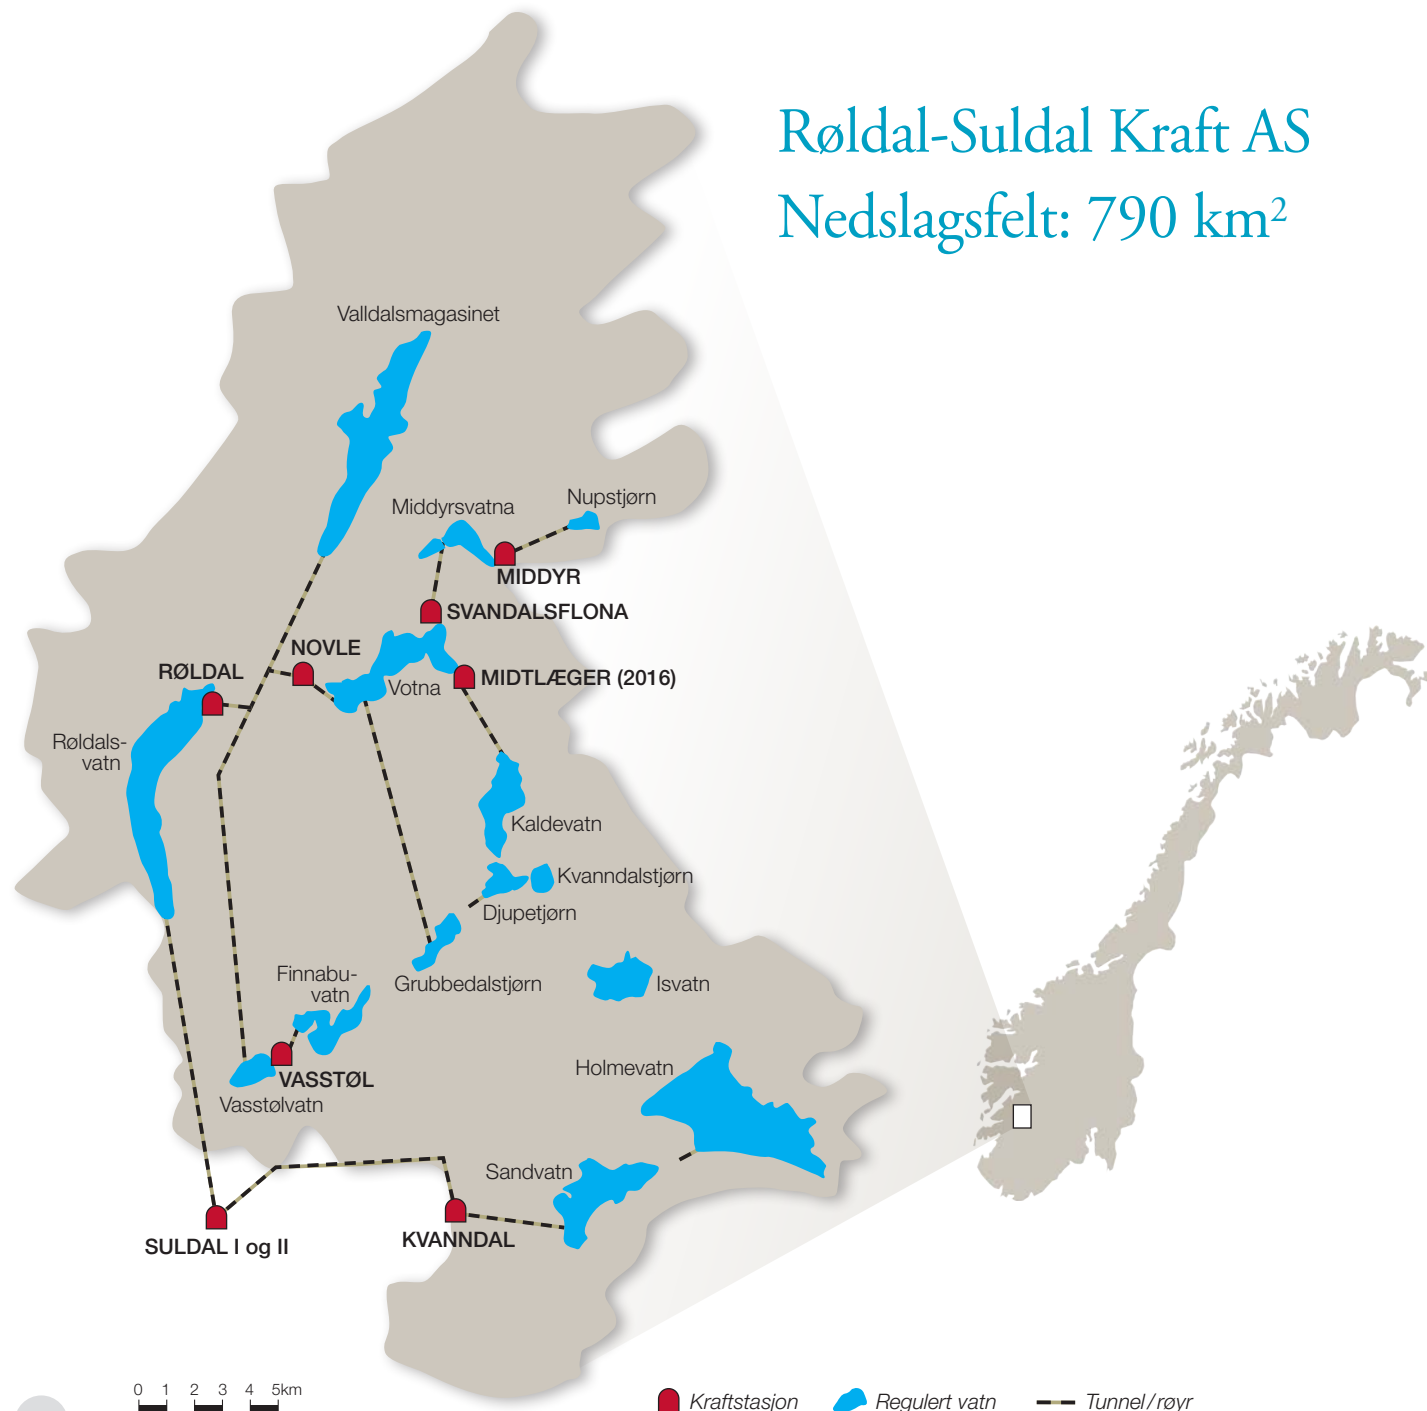 Røldal-Suldal Kraft AS
Nedslagsfelt: 790 km²
Valldalsmagasinet
Nupstjørn
Middyrsvatna
MIDDYR
SVANDALSFLONA
NOVLE
RØLDAL
MIDTLÆGER (2016)
Votna
Røldals-
vatn
Kaldevatn
Kvanndalstjørn
Djupetjørn
Finnabu-
vatn
Grubbedalstjørn
Isvatn
Holmevatn
VASSTØL
Vasstølvatn
Sandvatn
SULDAL I og II
KVANNDAL
0 1 2 3 4 5km
Kraftstasjon
Regulert vatn
Tunnel/røyr